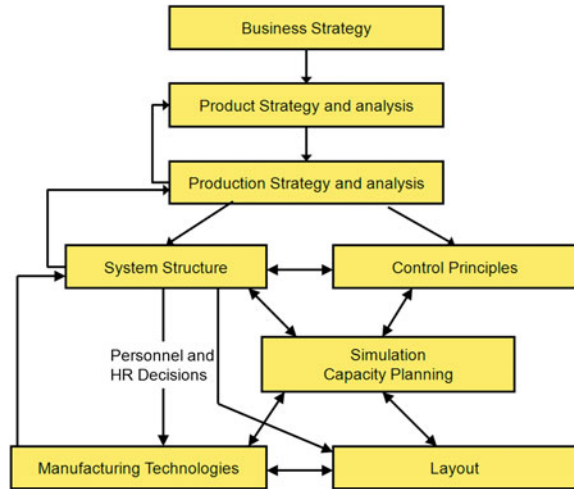 Business Strategy
Product Strategy and analysis
Production Strategy and analysis
System Structure
Control Principles
Personnel and
HR Decisions
Simulation
Capacity Planning
Manufacturing Technologies
Layout